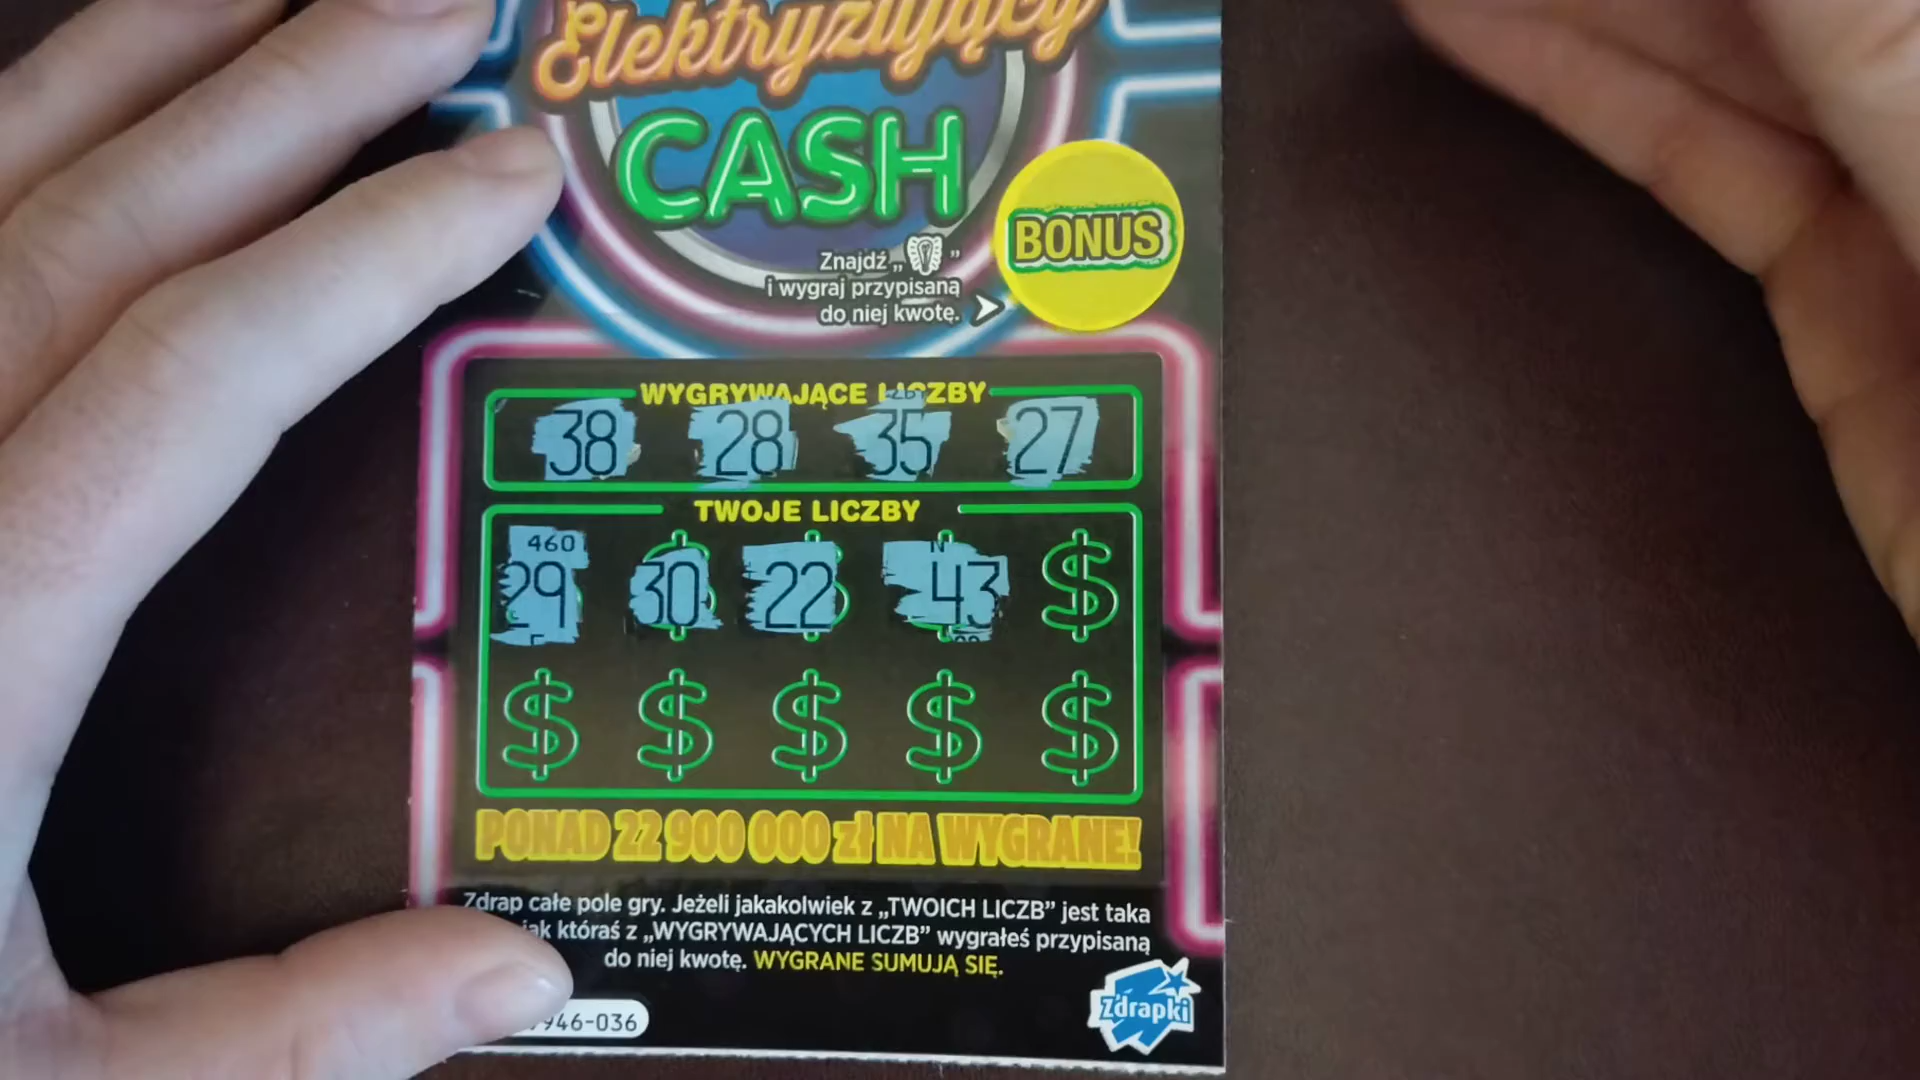 Elektryzujący
CASH
BONUS
Znajdź „ ”
i wygraj przypisaną
do niej kwotę.
WYGRYWAJĄCE LICZBY
38 28 35 27
TWOJE LICZBY
460
29 30 22 43
PONAD 22 900 000 zł NA WYGRANE!
Zdrap całe pole gry. Jeżeli jakakolwiek z „TWOICH LICZB” jest taka
jak któraś z „WYGRYWAJĄCYCH LICZB” wygrałeś przypisaną
do niej kwotę. WYGRANE SUMUJĄ SIĘ.
946-036
Zdrapki